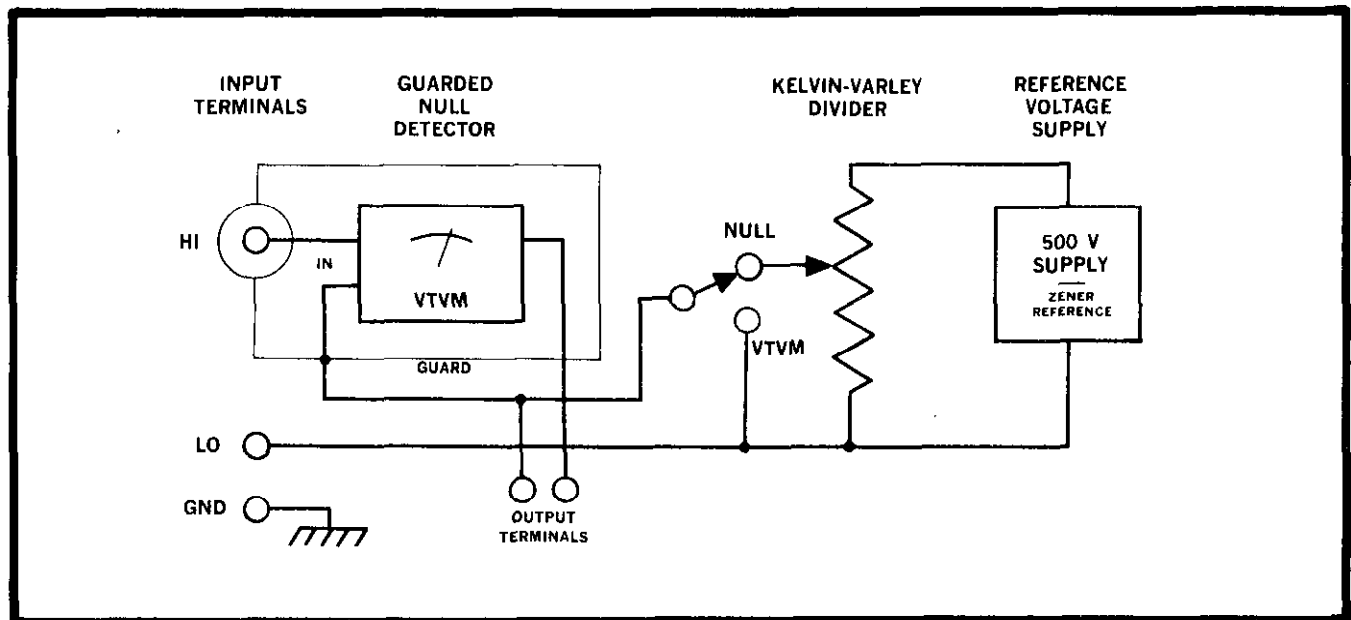 INPUT
TERMINALS
GUARDED
NULL
DETECTOR
KELVIN-VARLEY
DIVIDER
REFERENCE
VOLTAGE
SUPPLY
HI
IN
VTVM
GUARD
NULL
VTVM
500 V
SUPPLY
ZENER
REFERENCE
LO
GND
OUTPUT
TERMINALS